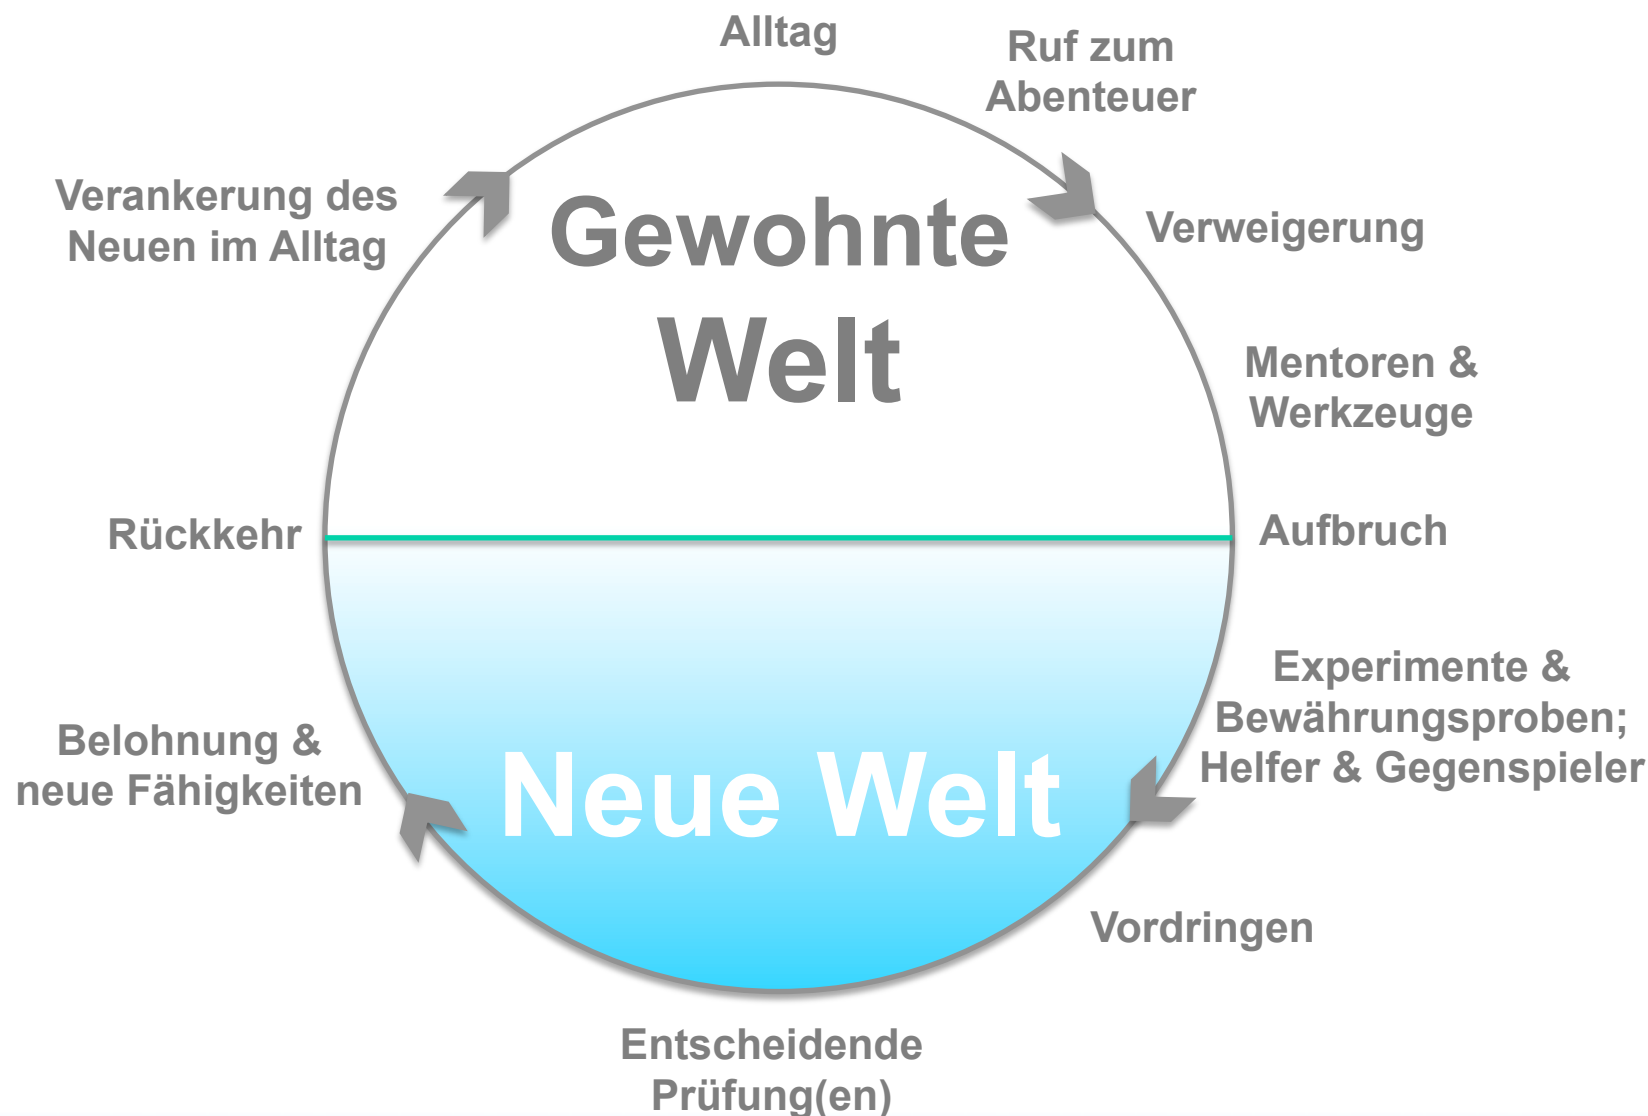 Alltag
Ruf zum
Abenteuer
Verweigerung
Mentoren &
Werkzeuge
Aufbruch
Experimente &
Bewährungsproben;
Helfer & Gegenspieler
Vordringen
Entscheidende
Prüfung(en)
Belohnung &
neue Fähigkeiten
Rückkehr
Verankerung des
Neuen im Alltag
Gewohnte
Welt
Neue Welt